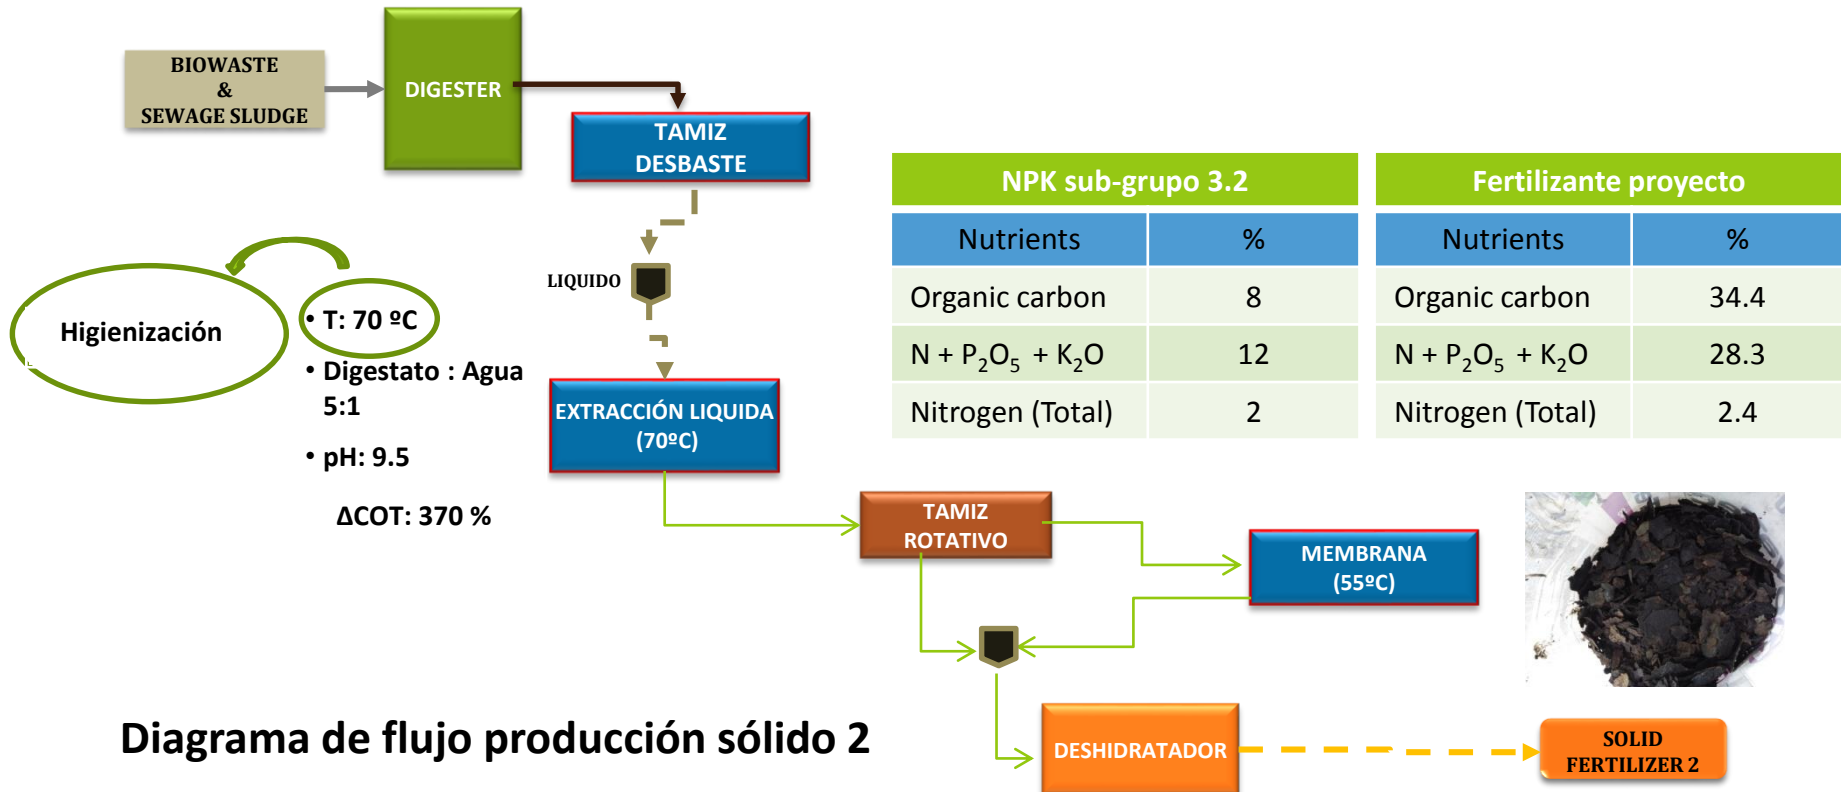 BIOWASTE
&
SEWAGE SLUDGE
DIGESTER
TAMIZ
DESBASTE
LIQUIDO
Higienización
• T: 70 ºC
• Digestato : Agua
5:1
• pH: 9.5
ΔCOT: 370 %
EXTRACCIÓN LIQUIDA
(70ºC)
NPK sub-grupo 3.2
Nutrients %
Organic carbon 8
N + P₂O₅ + K₂O 12
Nitrogen (Total) 2
Fertilizante proyecto
Nutrients %
Organic carbon 34.4
N + P₂O₅ + K₂O 28.3
Nitrogen (Total) 2.4
TAMIZ
ROTATIVO
MEMBRANA
(55ºC)
Diagrama de flujo producción sólido 2
DESHIDRATADOR
SOLID
FERTILIZER 2